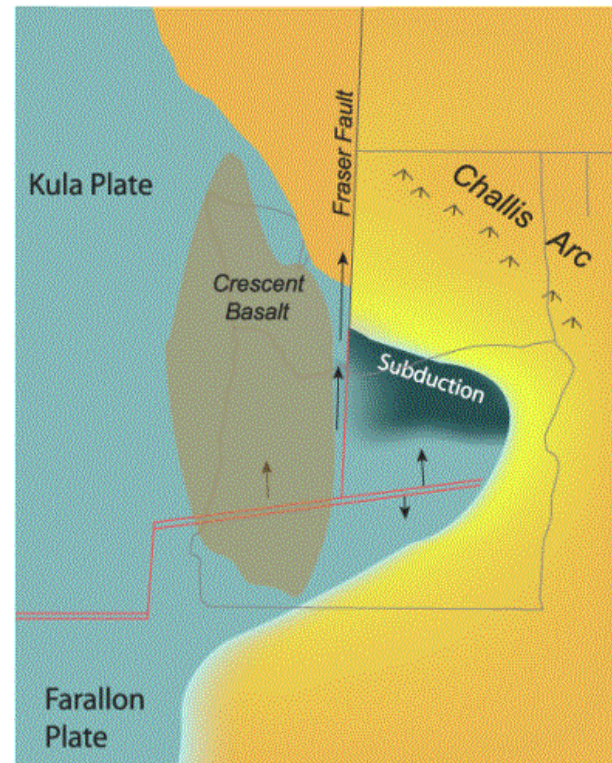 Kula Plate
Fraser Fault
Challis Arc
Crescent
Basalt
Subduction
Farallon
Plate